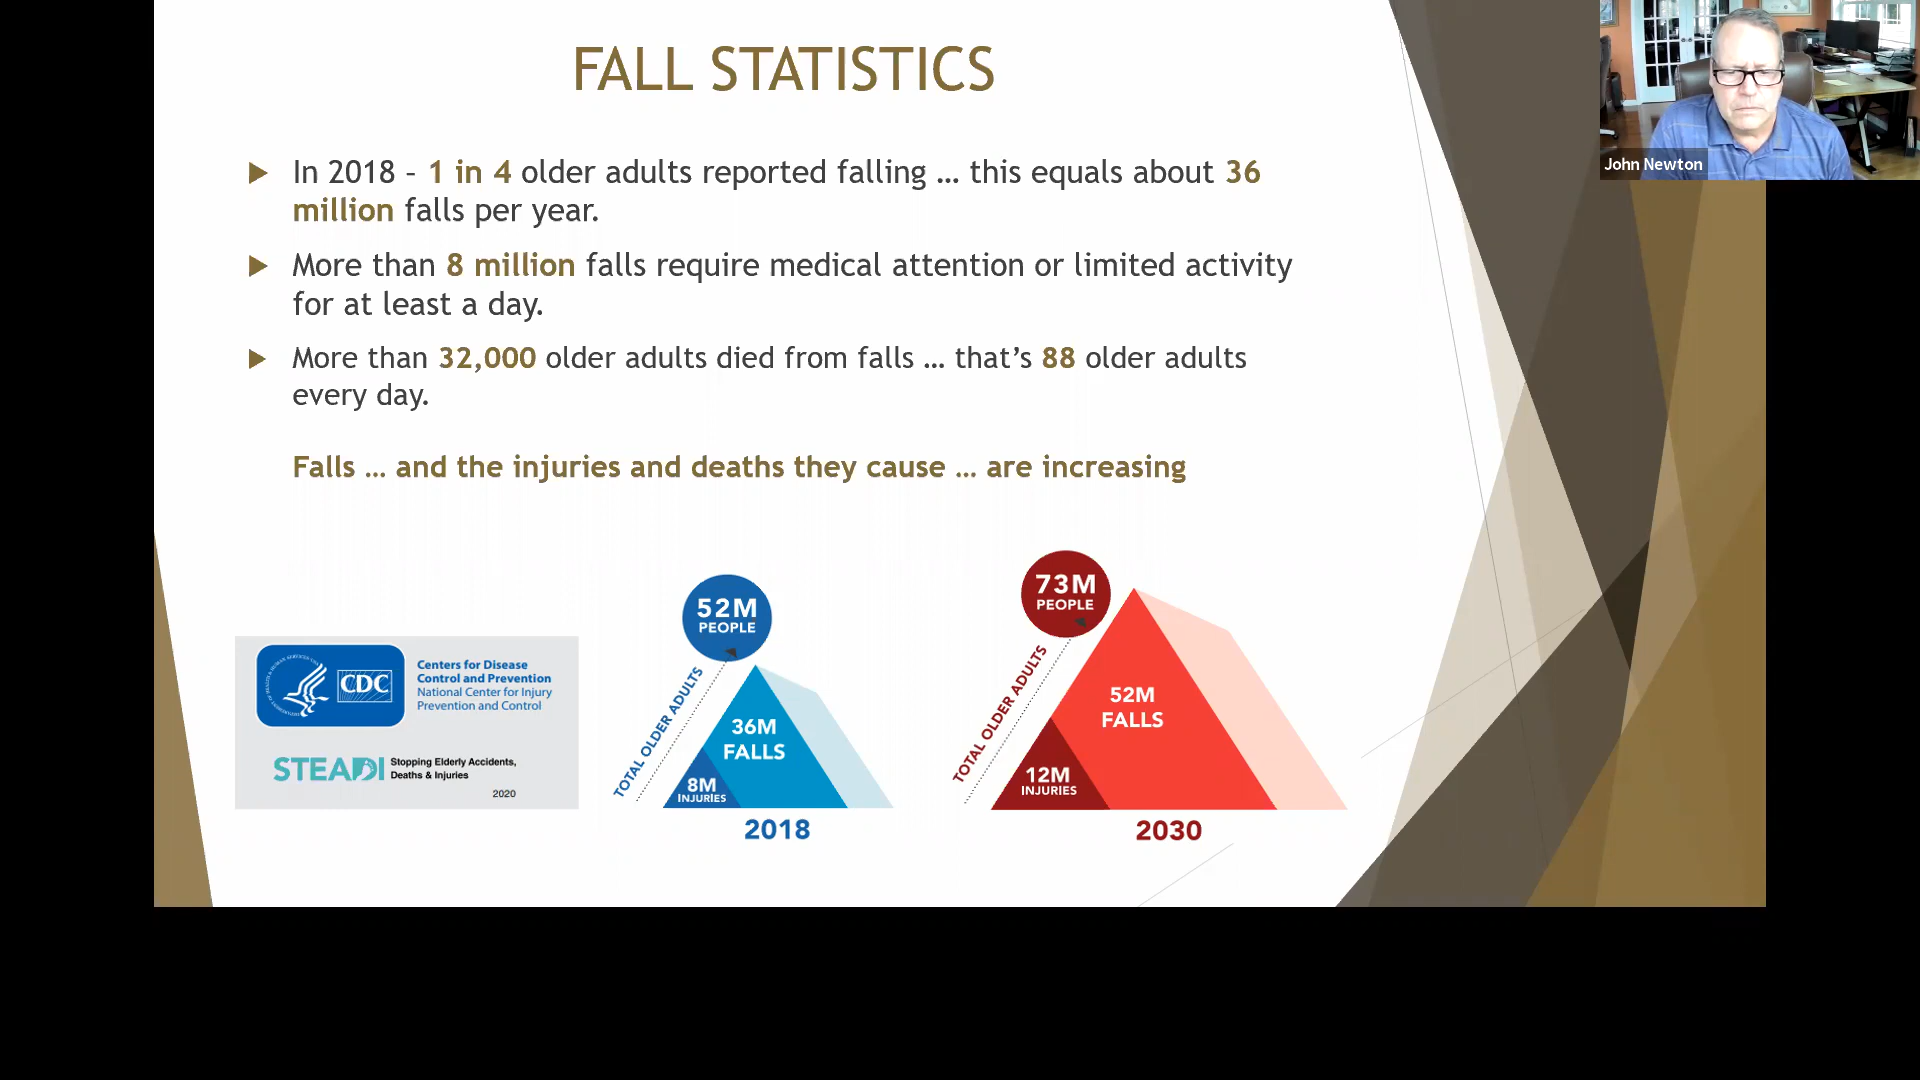 FALL STATISTICS
In 2018 – 1 in 4 older adults reported falling … this equals about 36
million falls per year.
More than 8 million falls require medical attention or limited activity
for at least a day.
More than 32,000 older adults died from falls … that's 88 older adults
every day.
Falls … and the injuries and deaths they cause … are increasing
John Newton
CDC
Centers for Disease
Control and Prevention
National Center for Injury
Prevention and Control
STEADI
Stopping Elderly Accidents,
Deaths & Injuries
2020
52M
PEOPLE
TOTAL OLDER ADULTS
36M
FALLS
8M
INJURIES
2018
73M
PEOPLE
TOTAL OLDER ADULTS
52M
FALLS
12M
INJURIES
2030